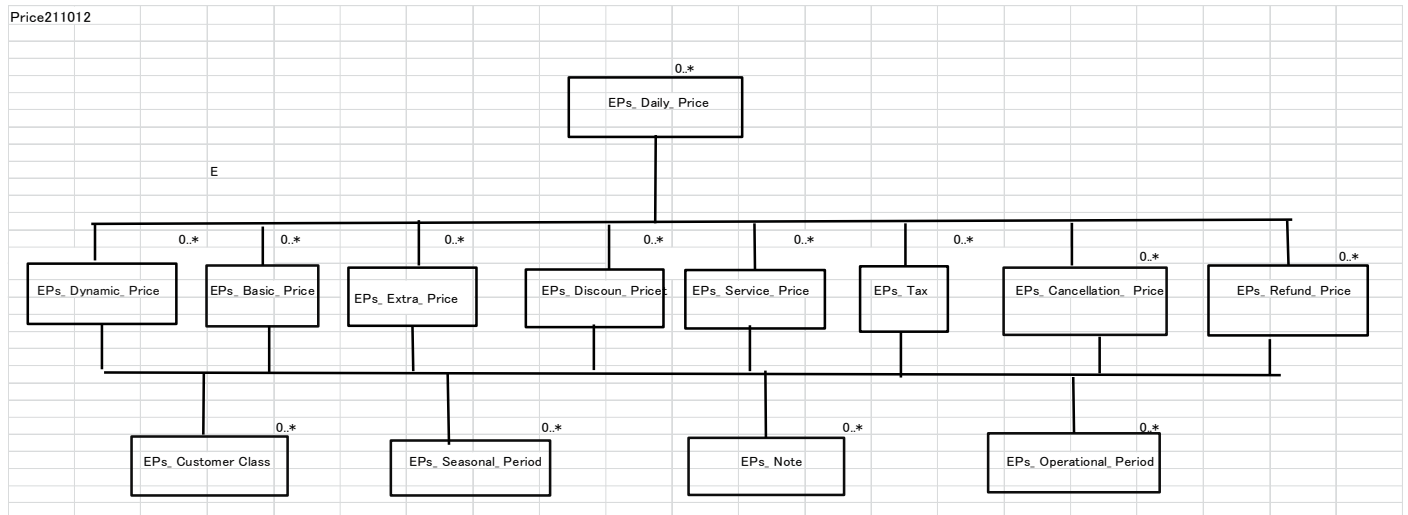 Price211012
0..*
EPs_ Daily_ Price
E
0..* 0..* 0..* 0..* 0..* 0..*
0..* 0..*
EPs_ Dynamic_ Price EPs_ Basic_ Price EPs_ Extra_ Price EPs_ Discoun_ Pricet EPs_ Service_ Price EPs_ Tax EPs_ Cancellation_ Price EPs_ Refund_ Price
0..* 0..* 0..* 0..*
EPs_ Customer Class EPs_ Seasonal_ Period EPs_ Note EPs_ Operational_ Period